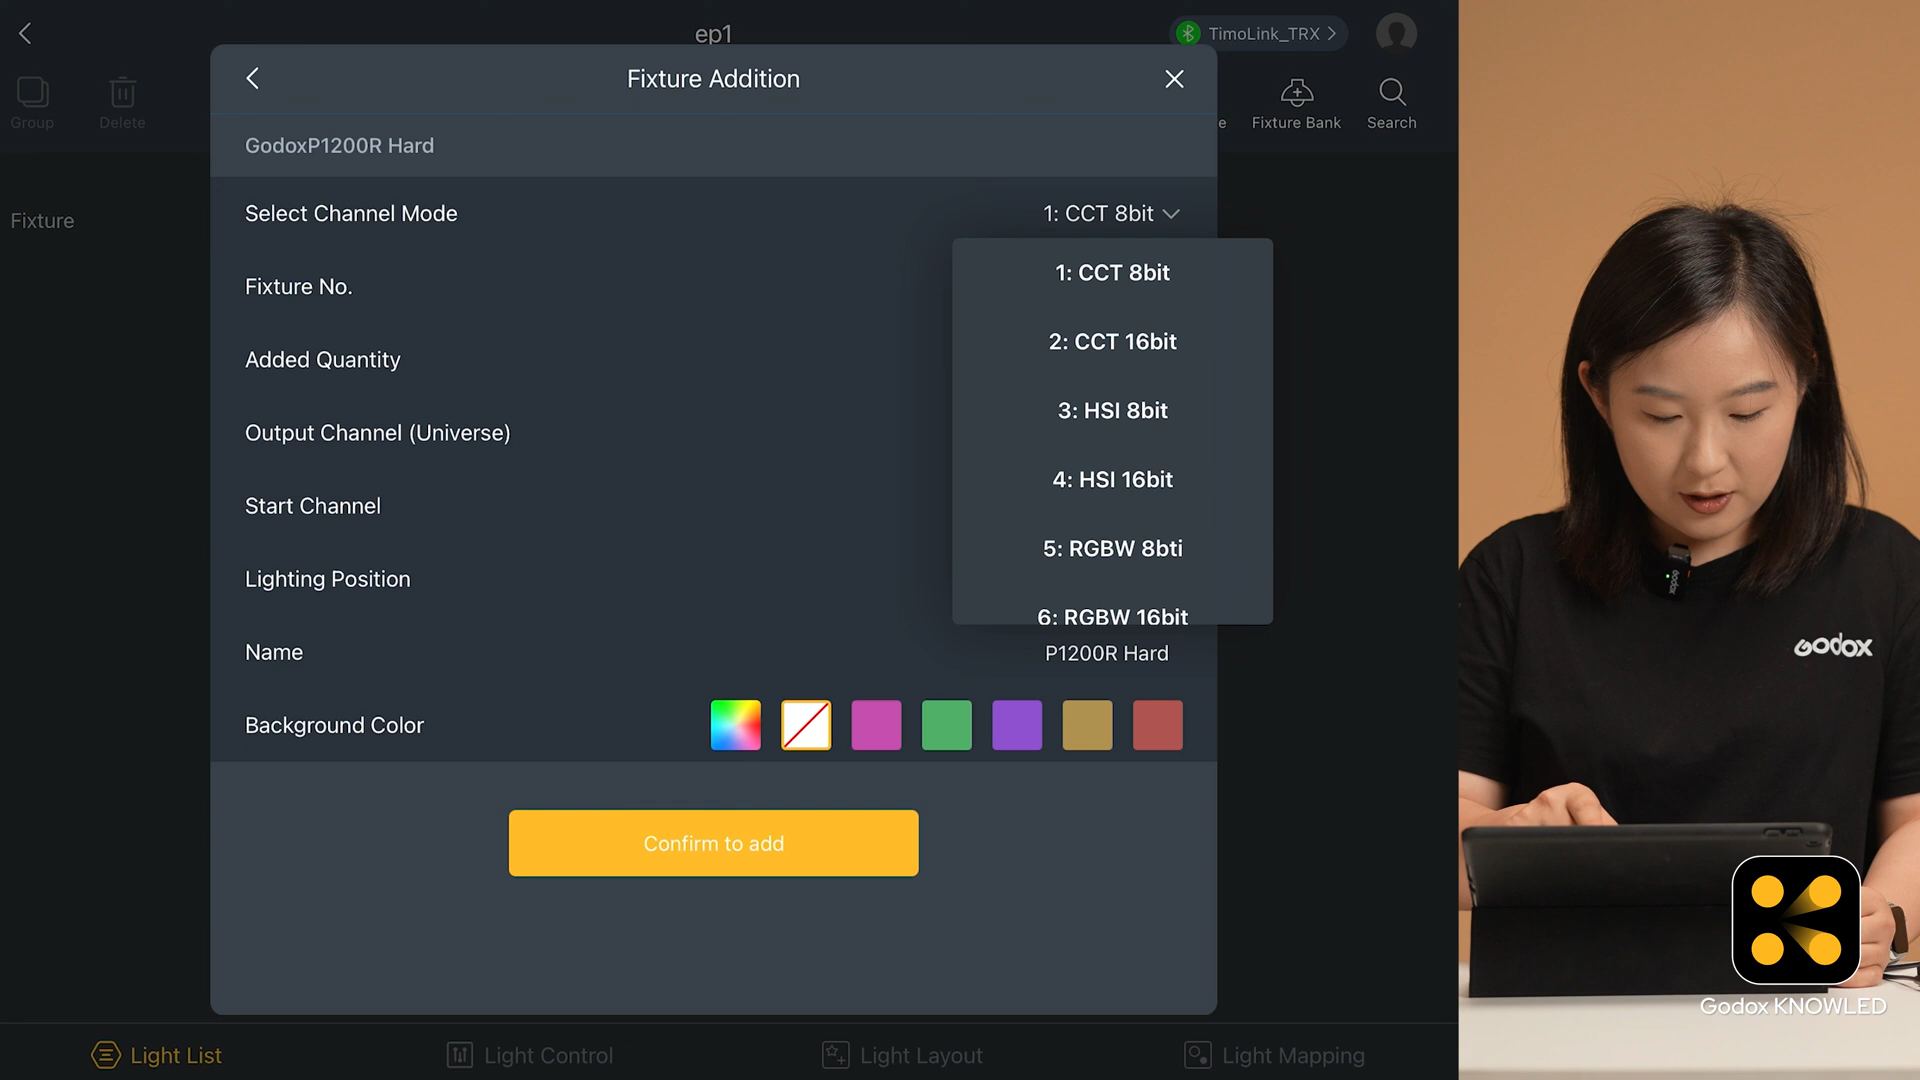 ep1
TimoLink_TRX
Group
Delete
e
Fixture Bank
Search
Fixture Addition
GodoxP1200R Hard
Fixture
Select Channel Mode
1: CCT 8bit
Fixture No.
Added Quantity
Output Channel (Universe)
Start Channel
Lighting Position
1: CCT 8bit
2: CCT 16bit
3: HSI 8bit
4: HSI 16bit
5: RGBW 8bti
6: RGBW 16bit
Name
P1200R Hard
Background Color
Confirm to add
Light List
Light Control
Light Layout
Light Mapping
Godox
Godox
Godox KNOWLED